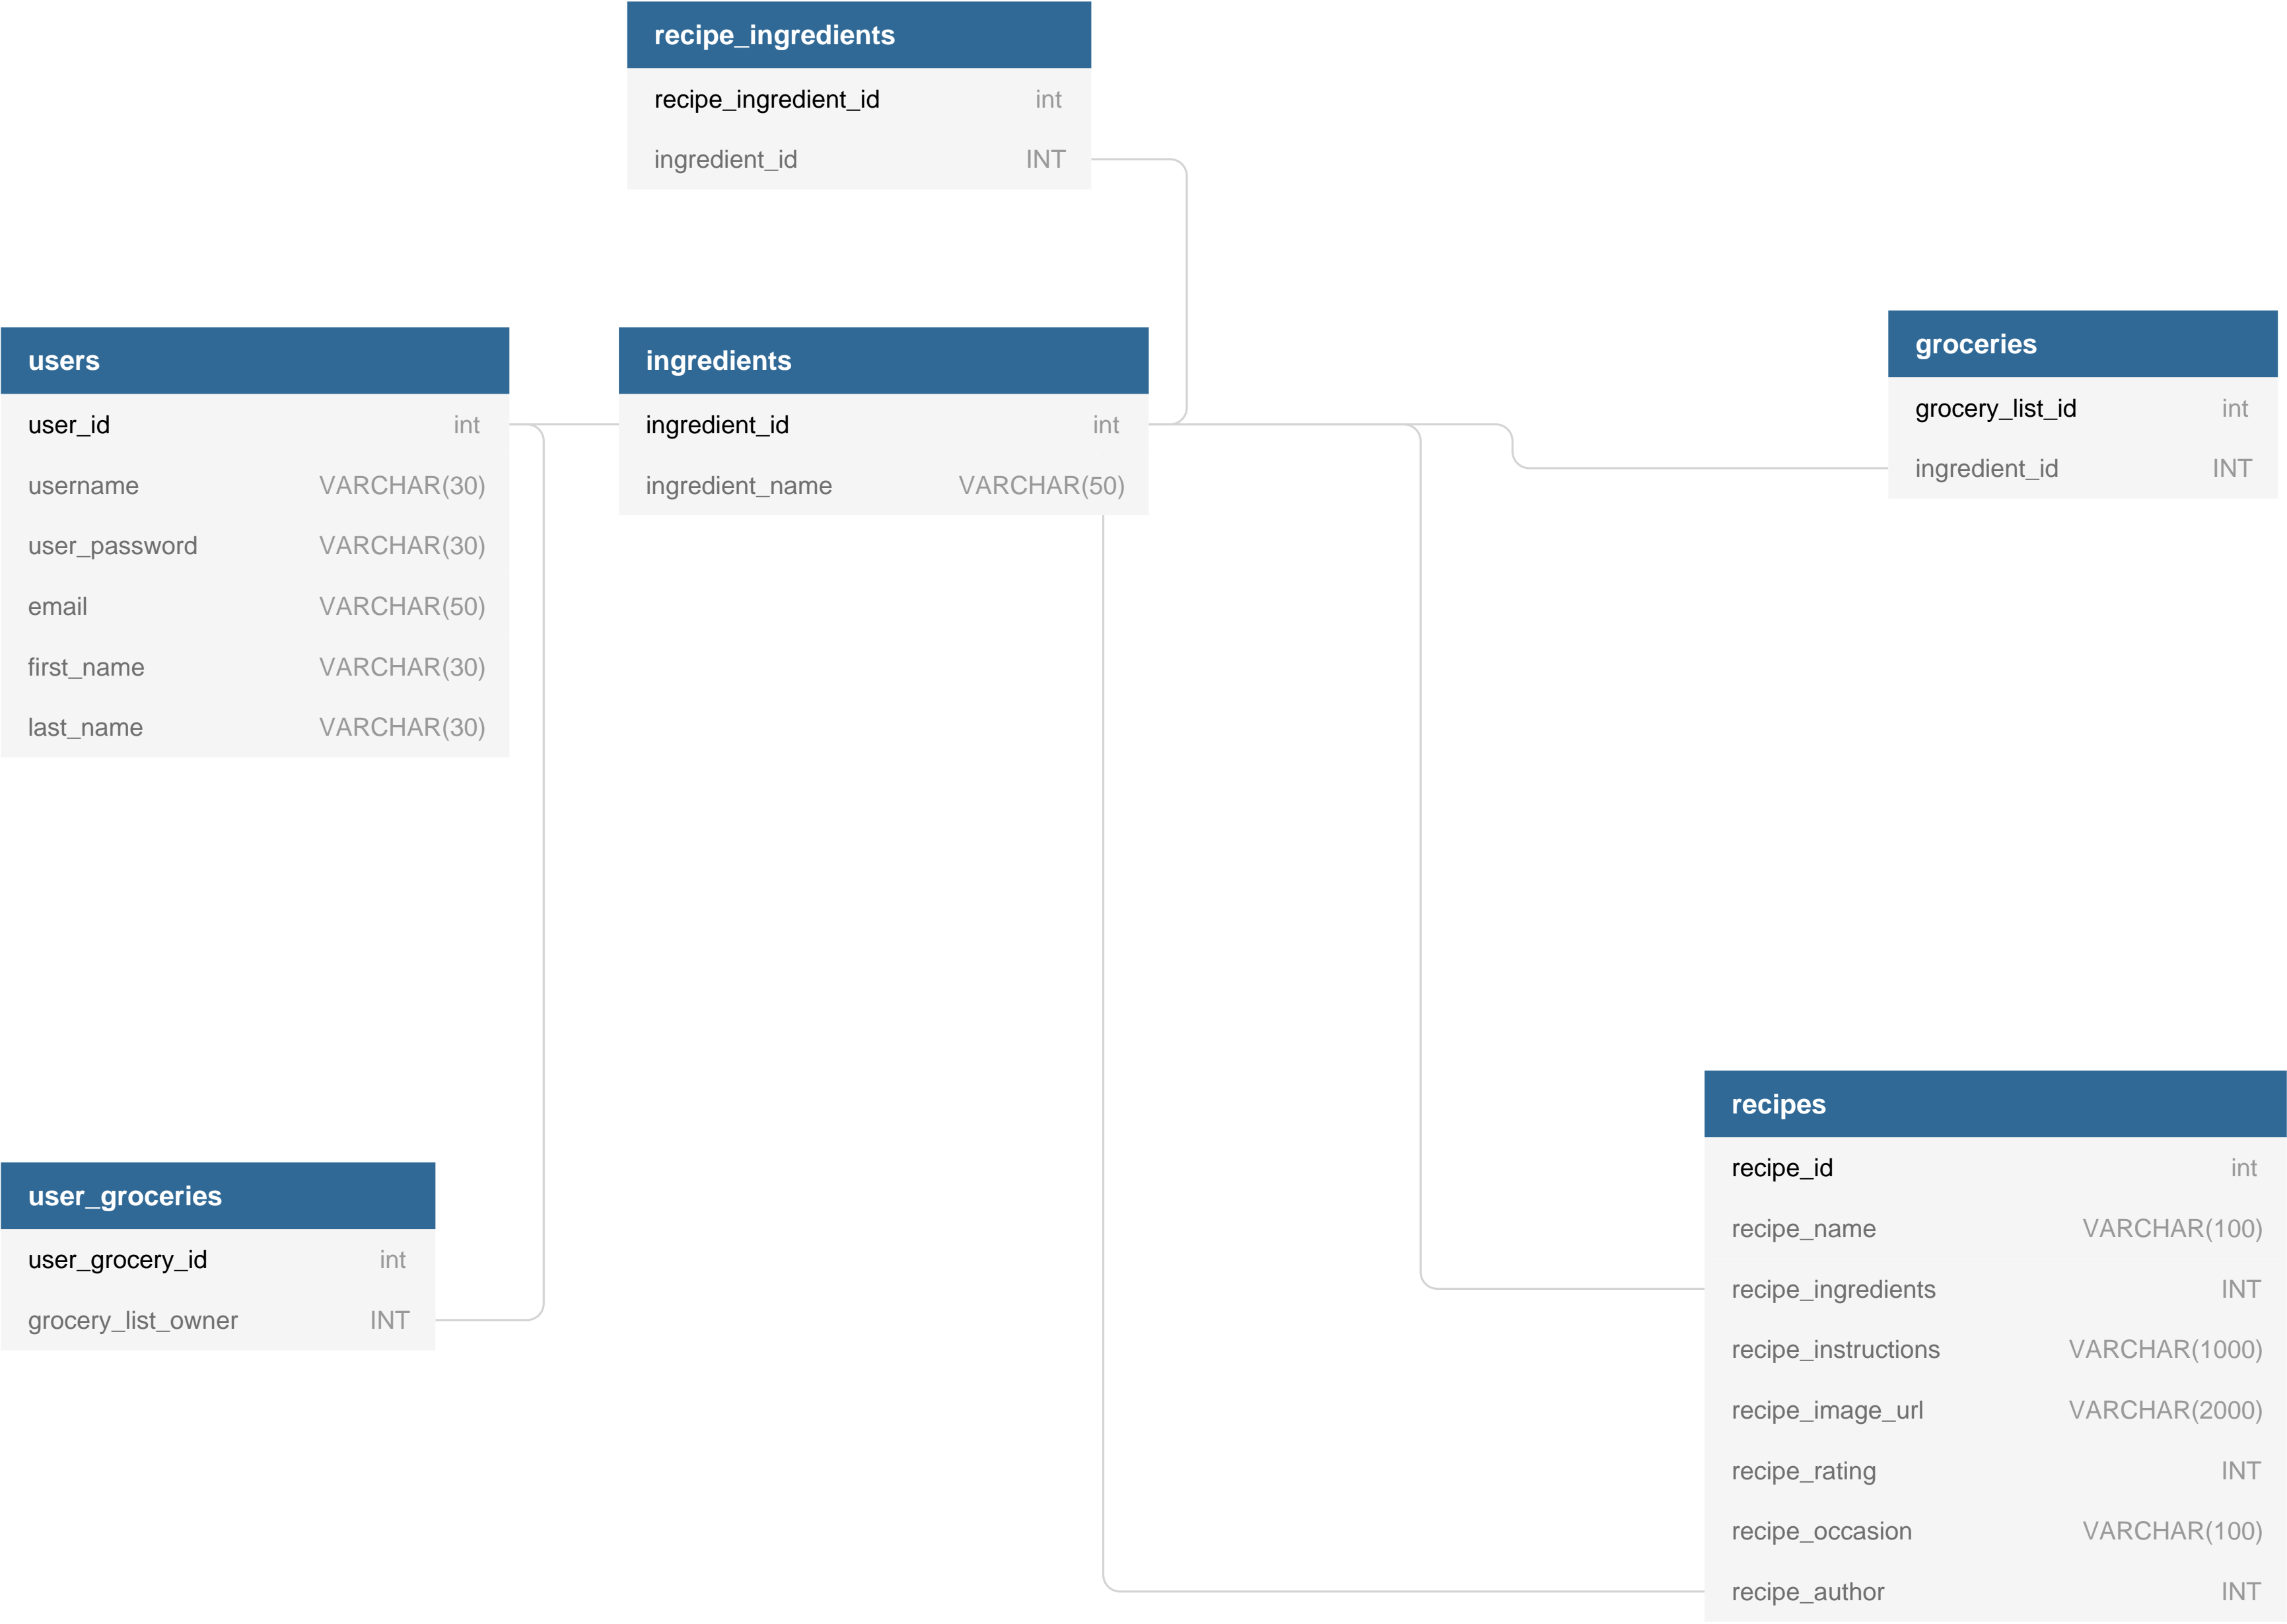 recipe_ingredients
recipe_ingredient_id int
ingredient_id INT
users
user_id int
username VARCHAR(30)
user_password VARCHAR(30)
email VARCHAR(50)
first_name VARCHAR(30)
last_name VARCHAR(30)
ingredients
ingredient_id int
ingredient_name VARCHAR(50)
groceries
grocery_list_id int
ingredient_id INT
user_groceries
user_grocery_id int
grocery_list_owner INT
recipes
recipe_id int
recipe_name VARCHAR(100)
recipe_ingredients INT
recipe_instructions VARCHAR(1000)
recipe_image_url VARCHAR(2000)
recipe_rating INT
recipe_occasion VARCHAR(100)
recipe_author INT